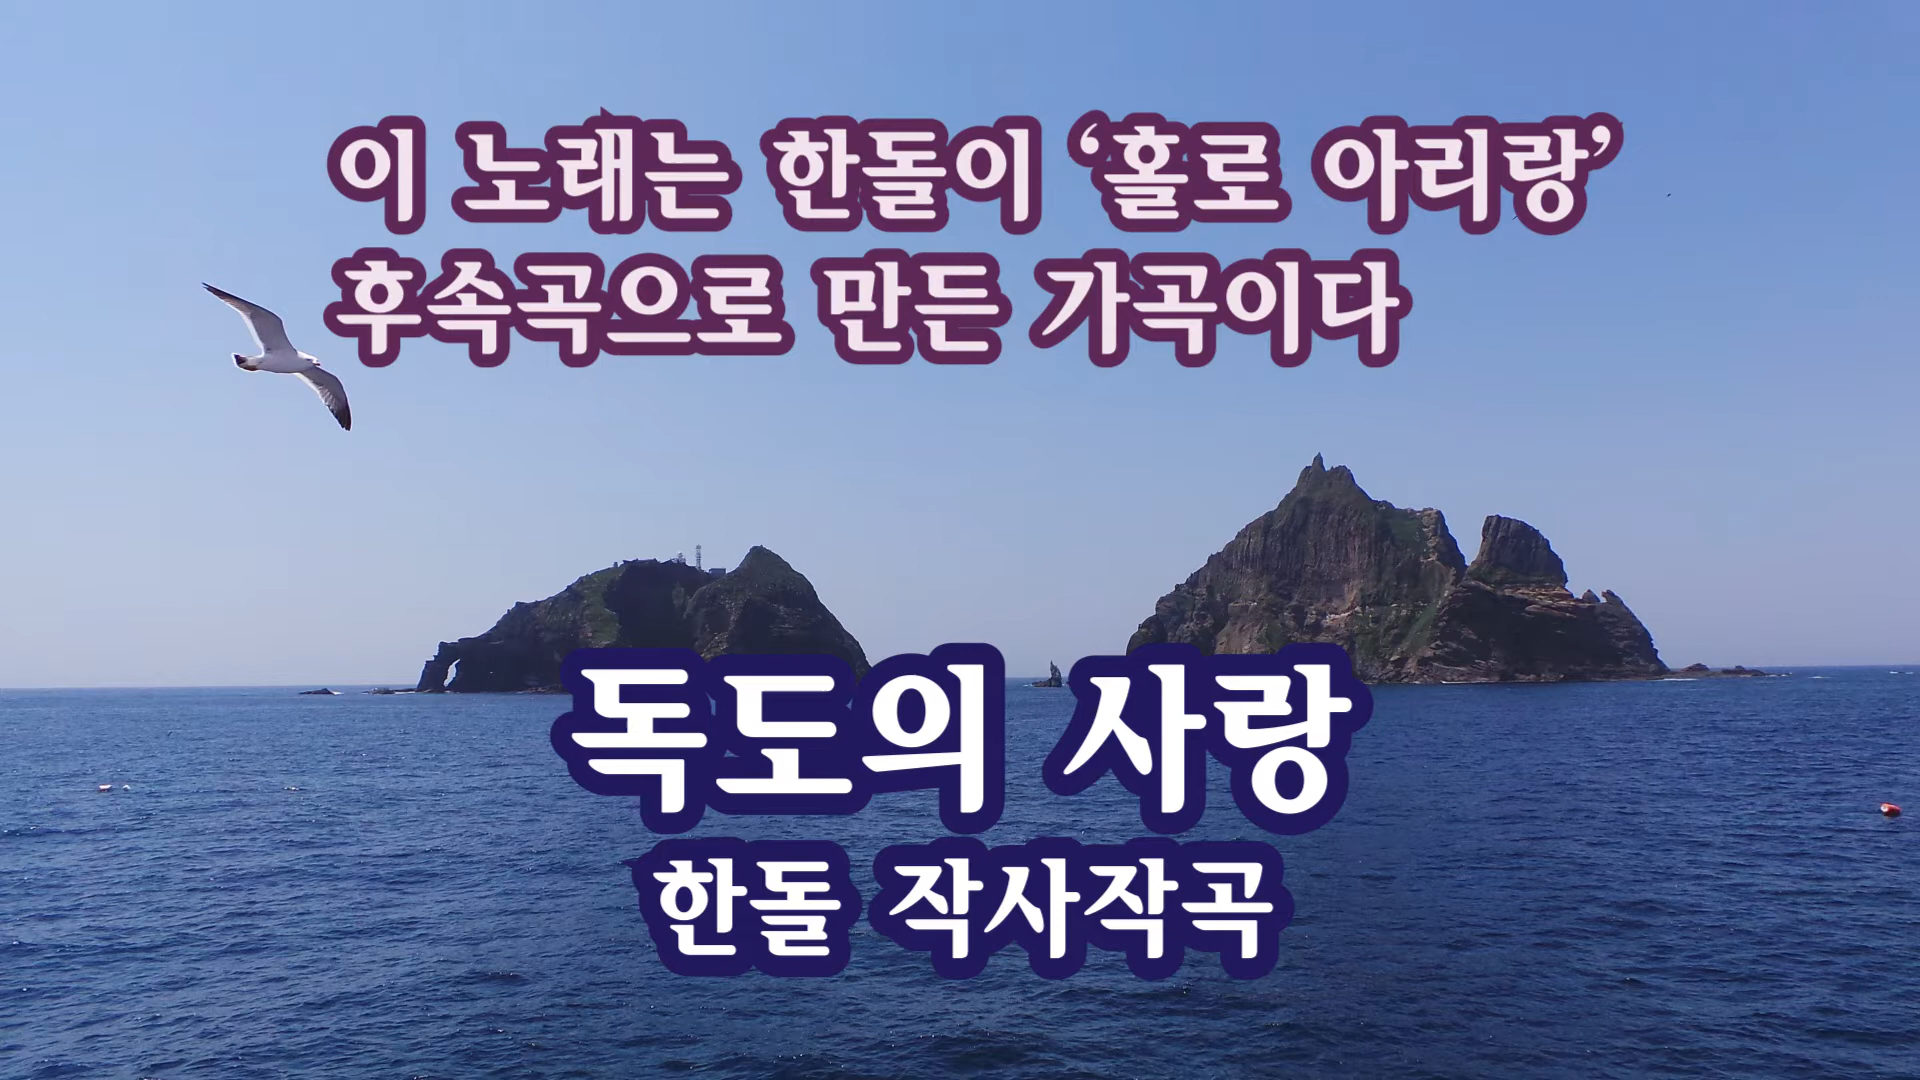 이 노래는 한돌이 ‘홀로 아리랑’
후속곡으로 만든 가곡이다
독도의 사랑
한돌 작사작곡